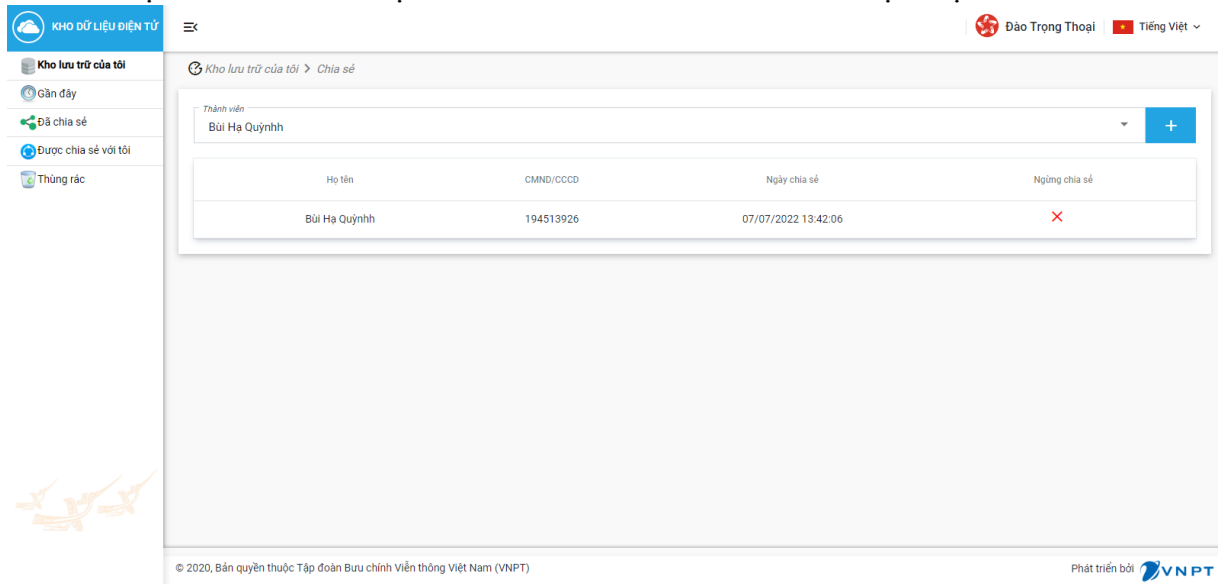 KHO DỮ LIỆU ĐIỆN TỬ
Đào Trọng Thoại
Tiếng Việt
Kho lưu trữ của tôi
Gần đây
Đã chia sẻ
Được chia sẻ với tôi
Thùng rác
Kho lưu trữ của tôi > Chia sẻ
Thành viên
Bùi Hạ Quỳnhh
+
Họ tên CMND/CCCD Ngày chia sẻ Ngừng chia sẻ
Bùi Hạ Quỳnhh 194513926 07/07/2022 13:42:06
© 2020, Bản quyền thuộc Tập đoàn Bưu chính Viễn thông Việt Nam (VNPT)
Phát triển bởi VNPT